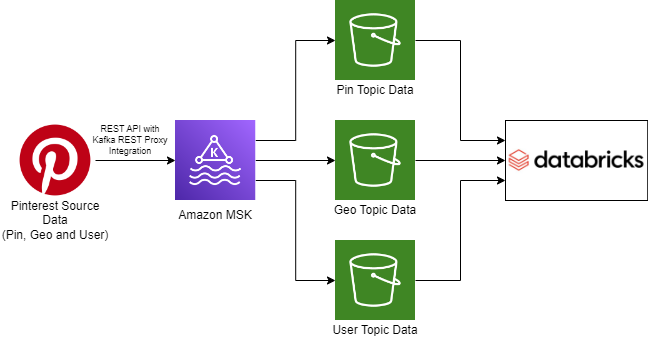 REST API with
Kafka REST Proxy
Integration
Pinterest Source
Data
(Pin, Geo and User)
K
Amazon MSK
Pin Topic Data
Geo Topic Data
User Topic Data
databricks